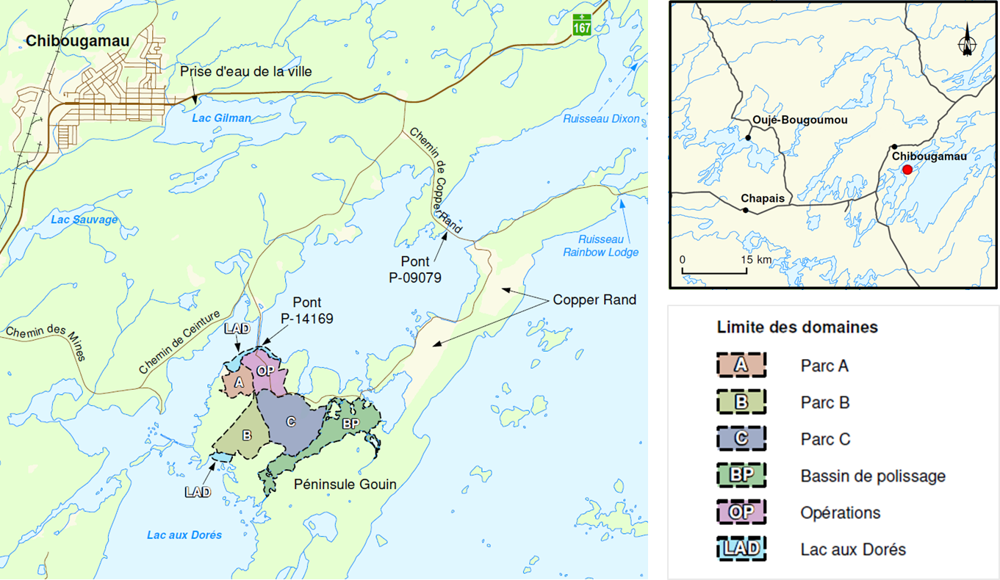 167
Chibougamau
Prise d'eau de la ville
Lac Gilman
Ruisseau Dixon
Chemin de Copper Rand
Lac Sauvage
Ruisseau
Rainbow Lodge
Pont
P-09079
Copper Rand
Pont
P-14169
LAD
Chemin de Ceinture
Chemin des Mines
OP
A
C
BP
B
LAD
Péninsule Gouin
Lac aux Dorés
N
Oujé-Bougoumou
Chibougamau
Chapais
0 15 km
Limite des domaines
A Parc A
B Parc B
C Parc C
BP Bassin de polissage
OP Opérations
LAD Lac aux Dorés